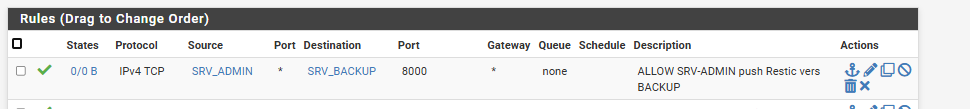 Rules (Drag to Change Order)
States Protocol Source Port Destination Port Gateway Queue Schedule Description Actions
0/0 B IPv4 TCP SRV_ADMIN * SRV_BACKUP 8000 * none ALLOW SRV-ADMIN push Restic vers
BACKUP